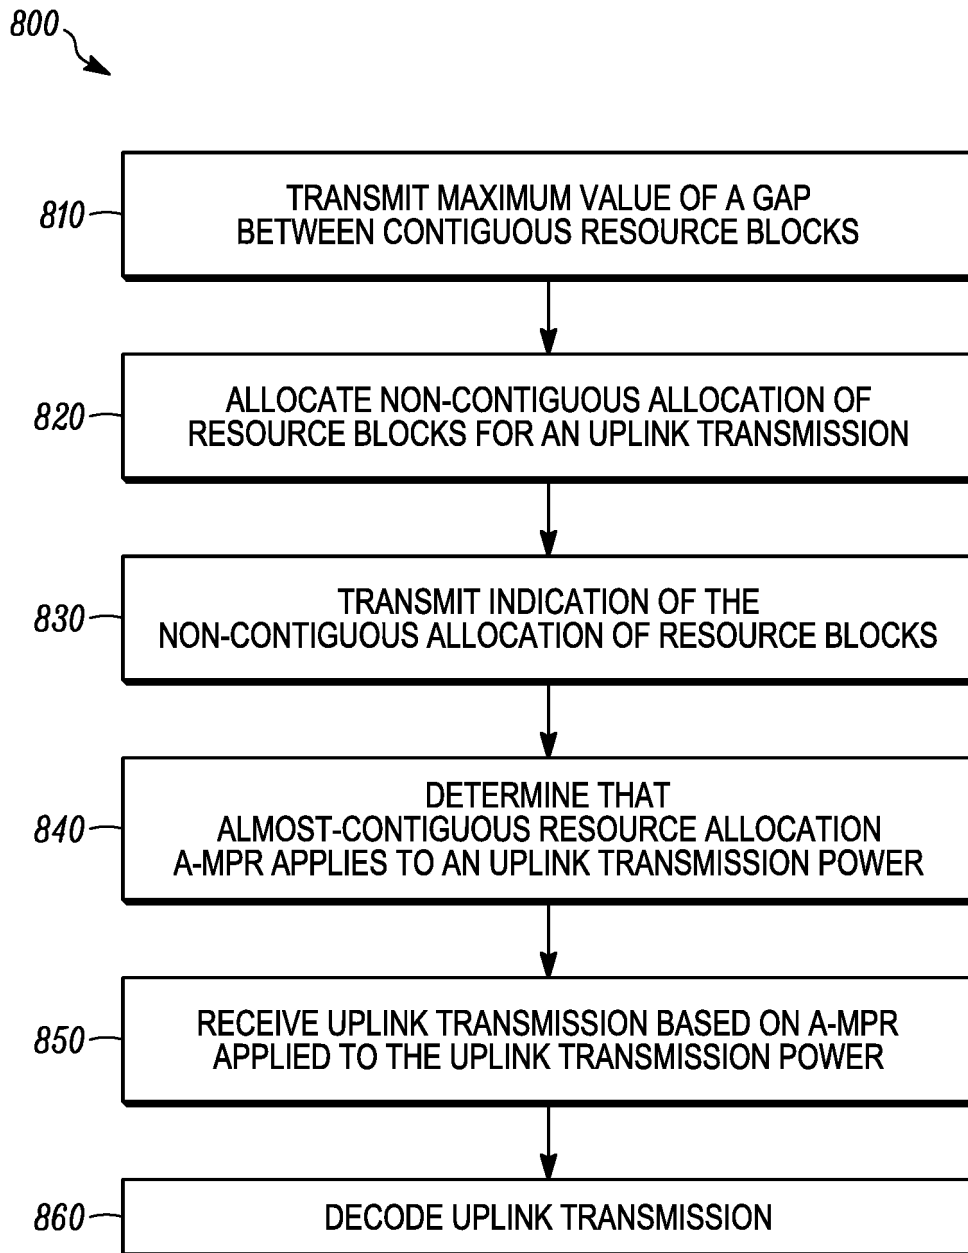 800
810
TRANSMIT MAXIMUM VALUE OF A GAP
BETWEEN CONTIGUOUS RESOURCE BLOCKS
820
ALLOCATE NON-CONTIGUOUS ALLOCATION OF
RESOURCE BLOCKS FOR AN UPLINK TRANSMISSION
830
TRANSMIT INDICATION OF THE
NON-CONTIGUOUS ALLOCATION OF RESOURCE BLOCKS
840
DETERMINE THAT
ALMOST-CONTIGUOUS RESOURCE ALLOCATION
A-MPR APPLIES TO AN UPLINK TRANSMISSION POWER
850
RECEIVE UPLINK TRANSMISSION BASED ON A-MPR
APPLIED TO THE UPLINK TRANSMISSION POWER
860
DECODE UPLINK TRANSMISSION